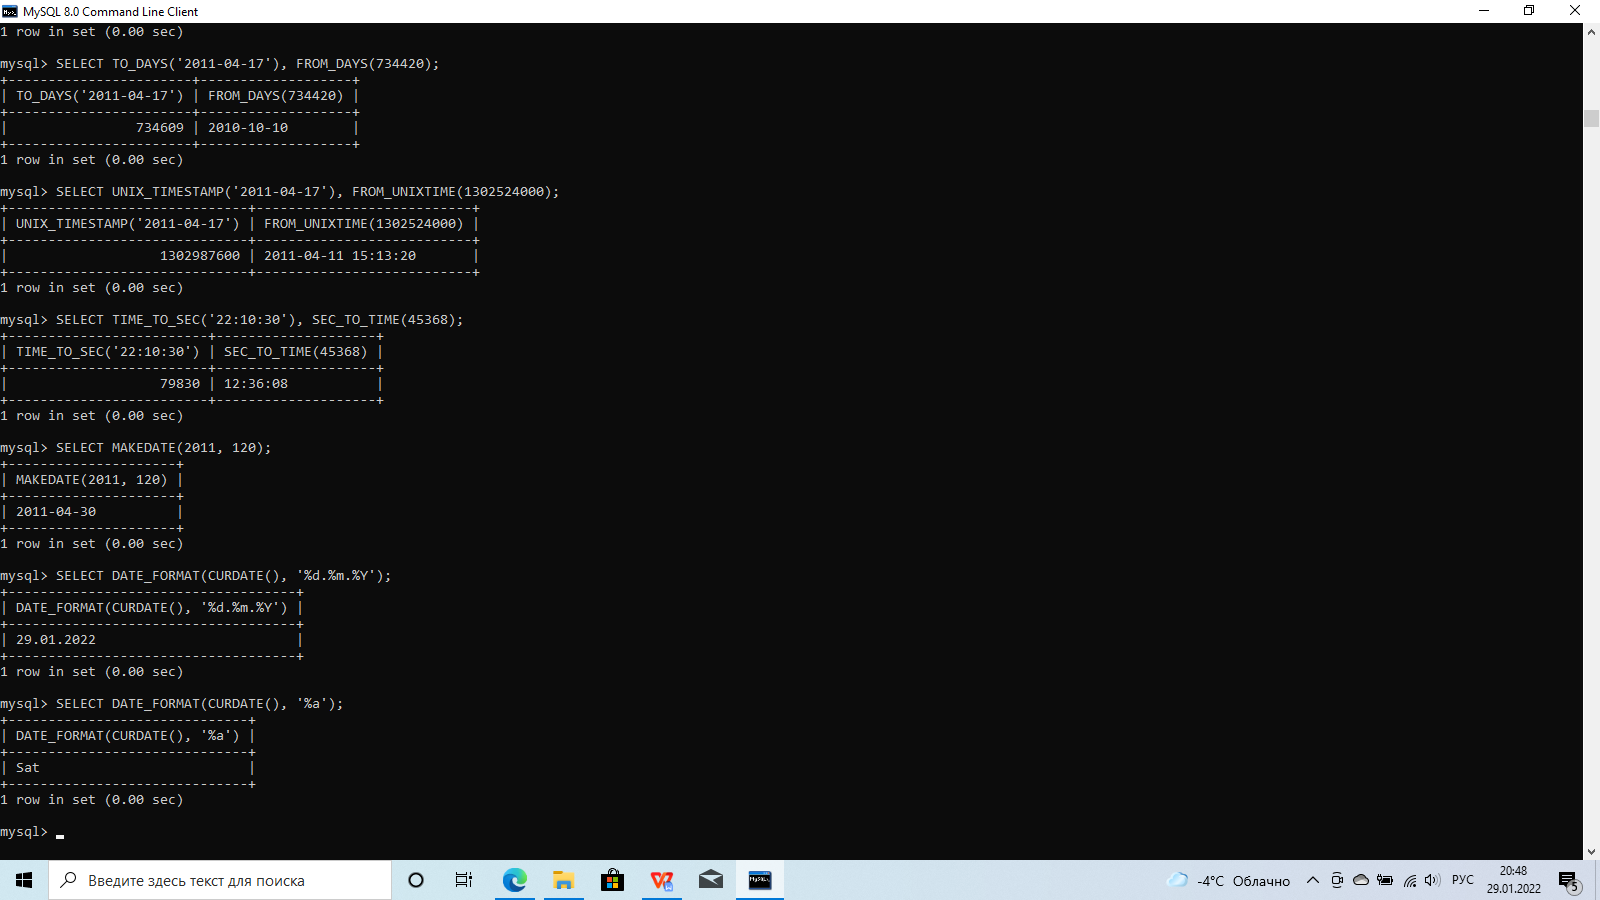 MySQL 8.0 Command Line Client
1 row in set (0.00 sec)
mysql> SELECT TO_DAYS('2011-04-17'), FROM_DAYS(734420);
+-----------------------+-------------------+
| TO_DAYS('2011-04-17') | FROM_DAYS(734420) |
+-----------------------+-------------------+
|                734609 | 2010-10-10        |
+-----------------------+-------------------+
1 row in set (0.00 sec)
mysql> SELECT UNIX_TIMESTAMP('2011-04-17'), FROM_UNIXTIME(1302524000);
+------------------------------+---------------------------+
| UNIX_TIMESTAMP('2011-04-17') | FROM_UNIXTIME(1302524000) |
+------------------------------+---------------------------+
|                   1302987600 | 2011-04-11 15:13:20       |
+------------------------------+---------------------------+
1 row in set (0.00 sec)
mysql> SELECT TIME_TO_SEC('22:10:30'), SEC_TO_TIME(45368);
+-------------------------+--------------------+
| TIME_TO_SEC('22:10:30') | SEC_TO_TIME(45368) |
+-------------------------+--------------------+
|                   79830 | 12:36:08           |
+-------------------------+--------------------+
1 row in set (0.00 sec)
mysql> SELECT MAKEDATE(2011, 120);
+---------------------+
| MAKEDATE(2011, 120) |
+---------------------+
| 2011-04-30          |
+---------------------+
1 row in set (0.00 sec)
mysql> SELECT DATE_FORMAT(CURDATE(), '%d.%m.%Y');
+------------------------------------+
| DATE_FORMAT(CURDATE(), '%d.%m.%Y') |
+------------------------------------+
| 29.01.2022                         |
+------------------------------------+
1 row in set (0.00 sec)
mysql> SELECT DATE_FORMAT(CURDATE(), '%a');
+------------------------------+
| DATE_FORMAT(CURDATE(), '%a') |
+------------------------------+
| Sat                          |
+------------------------------+
1 row in set (0.00 sec)
mysql>
Введите здесь текст для поиска
-4°C Облачно
РУС
20:48
29.01.2022
5